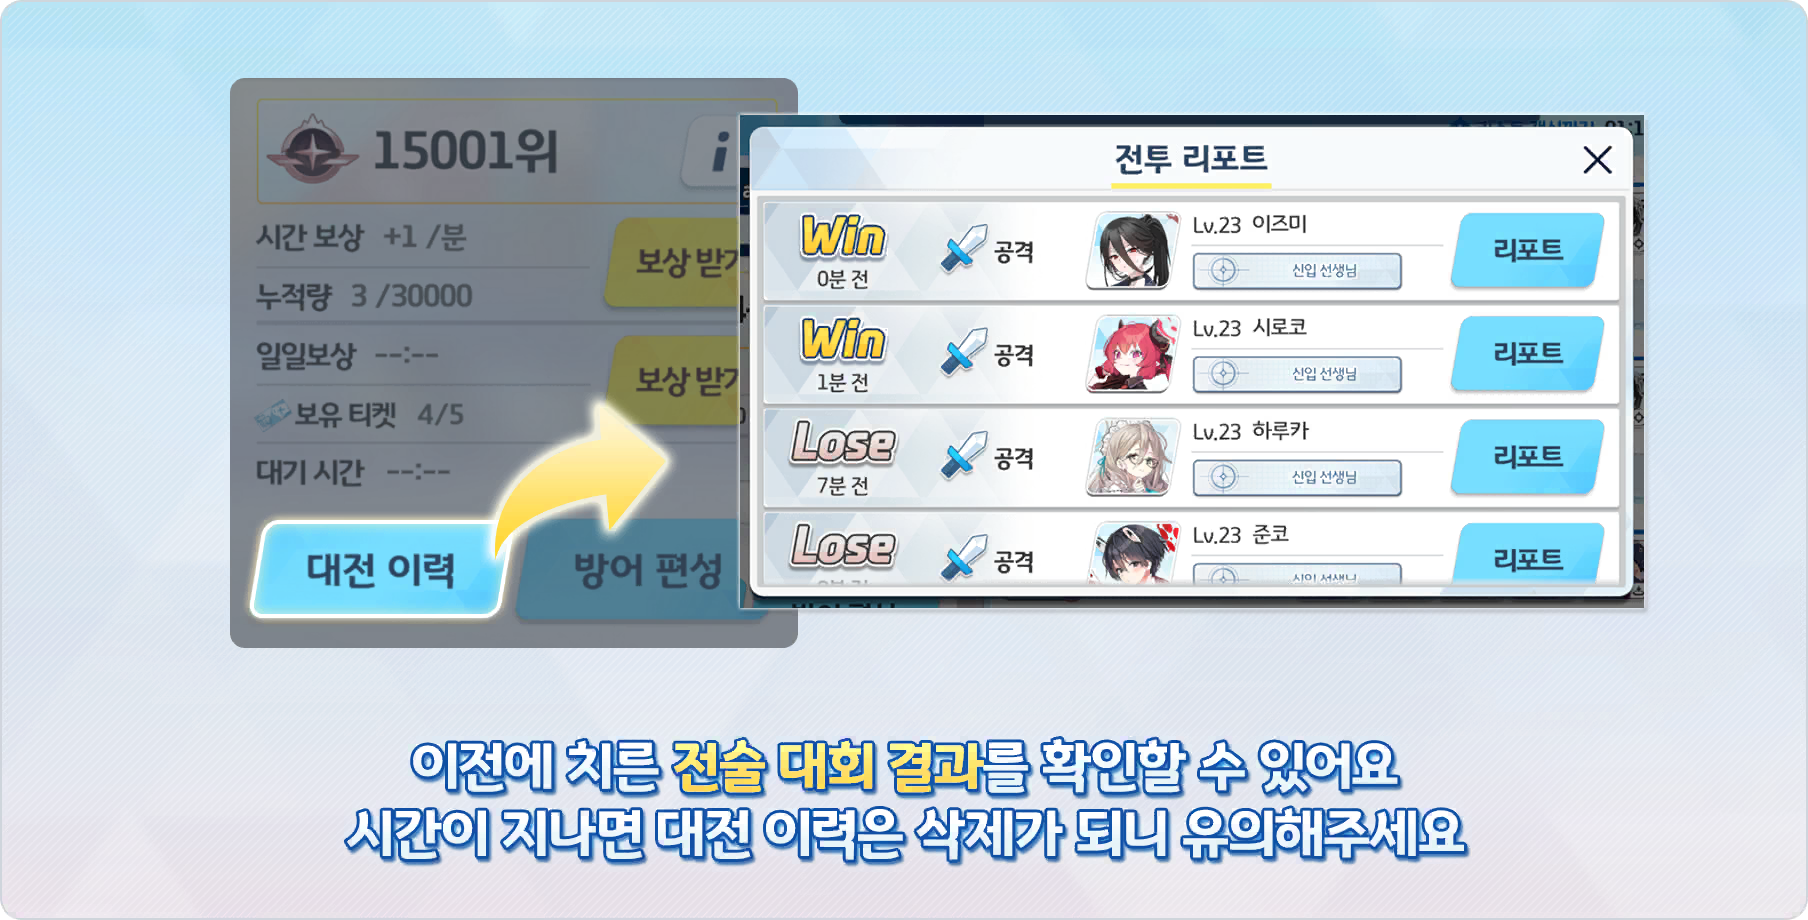 15001위
i
시간 보상 +1 /분
보상 받기
누적량 3 /30000
일일보상 --:--
보상 받기
보유 티켓 4/5
대기 시간 --:--
대전 이력
방어 편성
전투 리포트
Win
0분 전
공격
Lv.23 이즈미
신입 선생님
리포트
Win
1분 전
공격
Lv.23 시로코
신입 선생님
리포트
Lose
7분 전
공격
Lv.23 하루카
신입 선생님
리포트
Lose
공격
Lv.23 준코
신입 선생님
리포트
이전에 치른 전술 대회 결과를 확인할 수 있어요
시간이 지나면 대전 이력은 삭제가 되니 유의해주세요